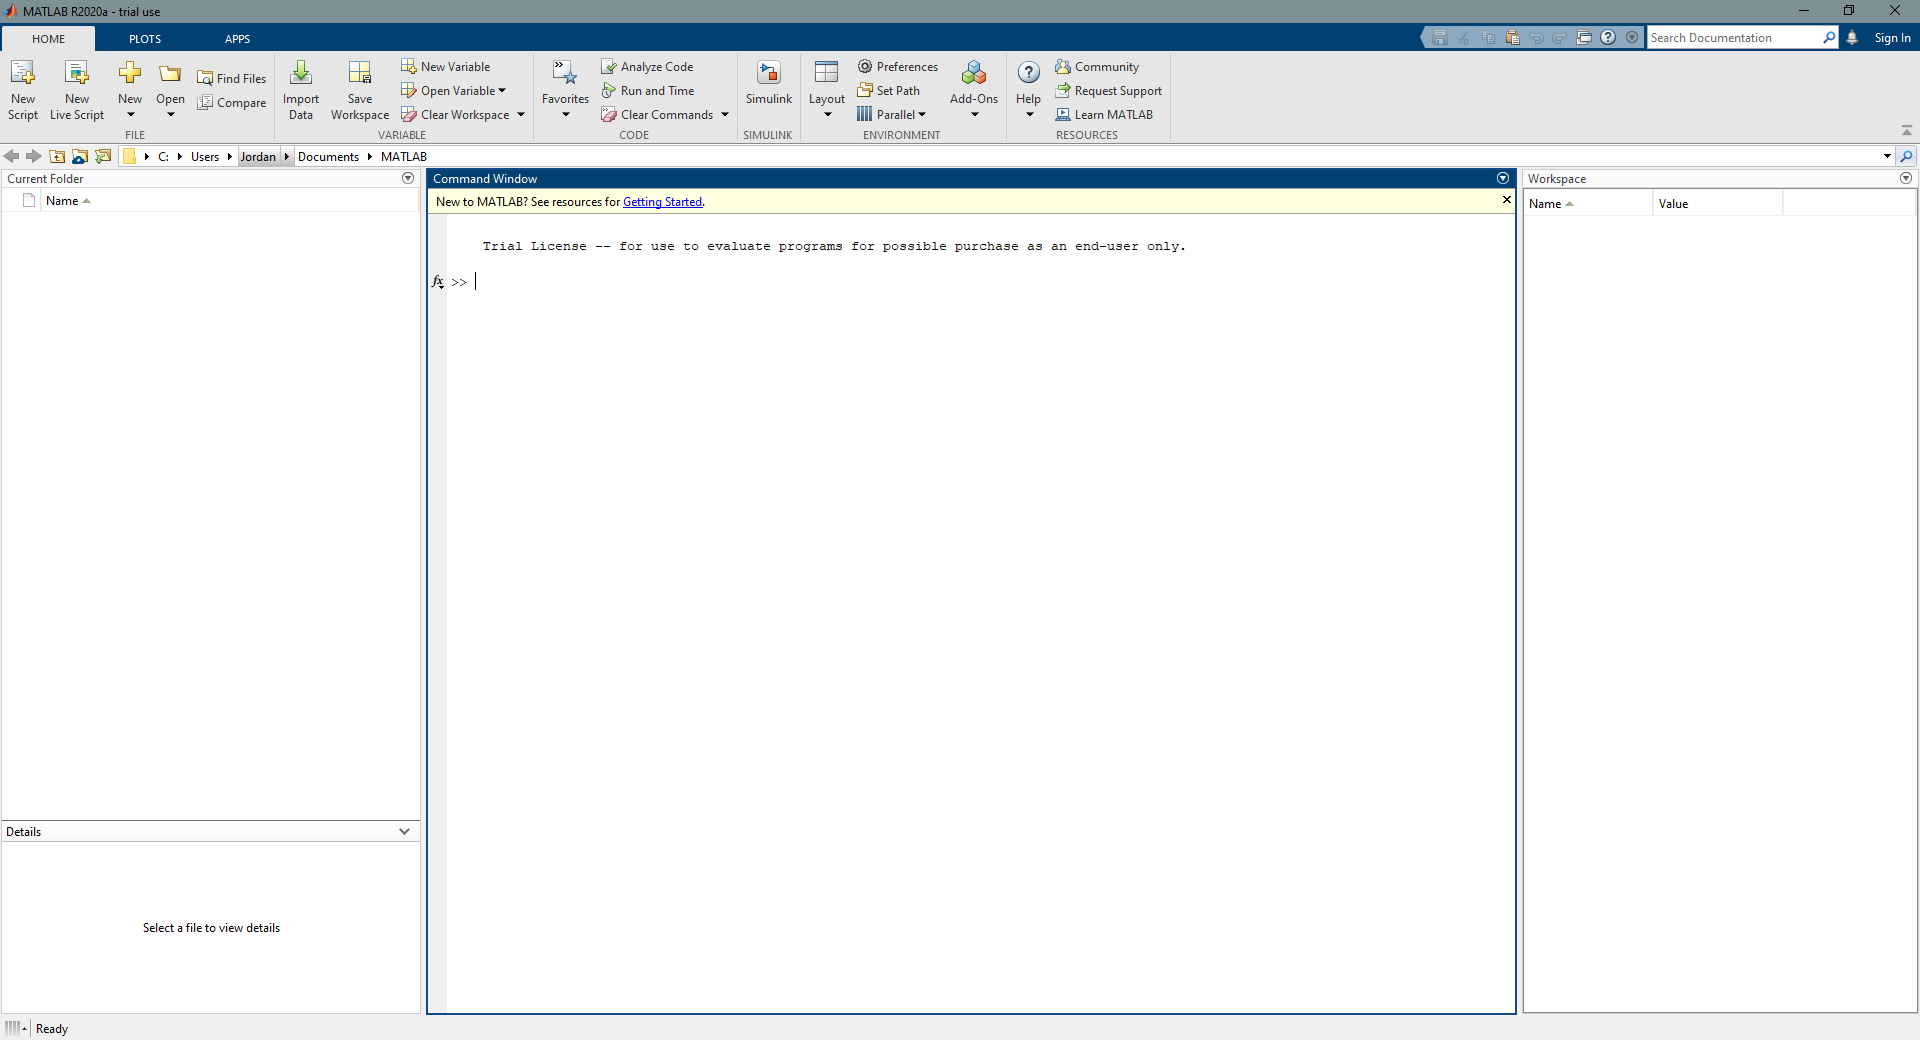 MATLAB R2020a - trial use
HOME PLOTS APPS
Search Documentation
Sign In
New Script
New Live Script
New
Open
Find Files
Compare
FILE
Import Data
Save Workspace
New Variable
Open Variable
Clear Workspace
VARIABLE
Favorites
Analyze Code
Run and Time
Clear Commands
CODE
Simulink
SIMULINK
Layout
Preferences
Set Path
Parallel
Add-Ons
ENVIRONMENT
Help
Community
Request Support
Learn MATLAB
RESOURCES
C: Users Jordan Documents MATLAB
Current Folder
Name
Command Window
New to MATLAB? See resources for Getting Started.
Trial License -- for use to evaluate programs for possible purchase as an end-user only.
fx >>
Workspace
Name Value
Details
Select a file to view details
Ready